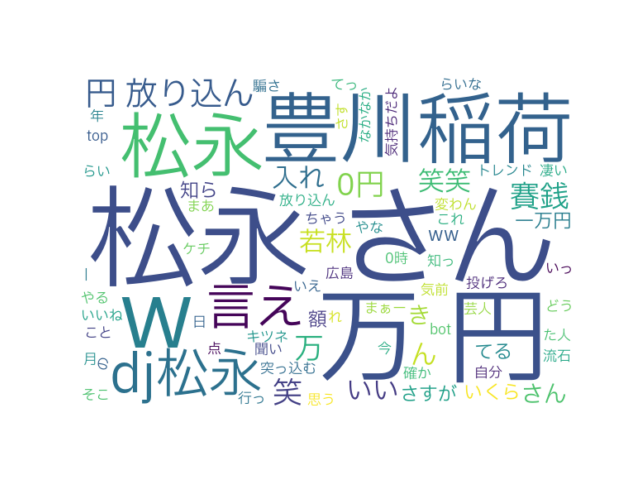 円 放り込ん 騙さ てっ なかなか さす 気持ちだよ らいな
年 top 松永 豊川稲荷
らい 知ら 入れ 0円 笑笑 トレンド 凄い
まあ 放り込ん 賽銭
松永さん
ちゃう やな 変わん これ 一万円
ケチ 若林 ww
0時 知っ
ー 広島 いっ
w 言え いえ 気前 投げろ 万円
やる いいね 額 れ まぁー き 芸人 どう
こと 日 キツネ 万 bot た人
月 の 点 聞い 今 ん てる 流石
dj松永 突っ込む 確か 自分
そこ 行っ 笑 思う いい さすが いくら さん